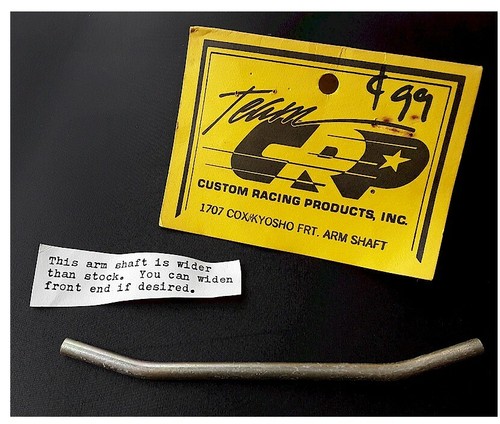 ¢99
Team
CRP
CUSTOM RACING PRODUCTS, INC.
1707 COX/KYOSHO FRT. ARM SHAFT
This arm shaft is wider
than stock. You can widen
front end if desired.